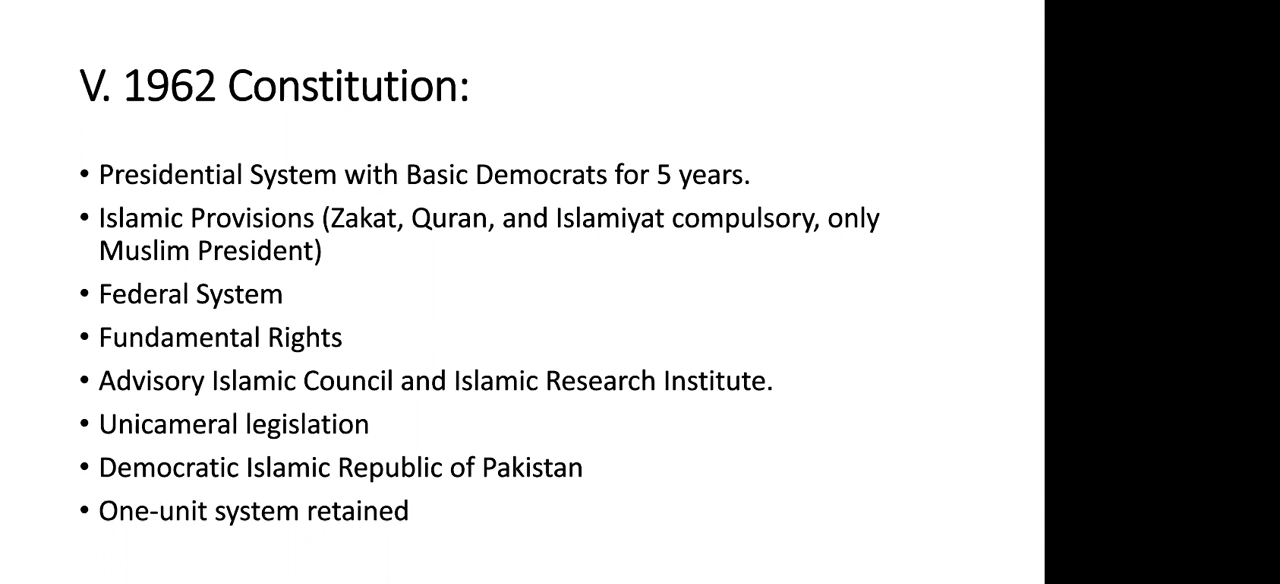 V. 1962 Constitution:
• Presidential System with Basic Democrats for 5 years.
• Islamic Provisions (Zakat, Quran, and Islamiyat compulsory, only
Muslim President)
• Federal System
• Fundamental Rights
• Advisory Islamic Council and Islamic Research Institute.
• Unicameral legislation
• Democratic Islamic Republic of Pakistan
• One-unit system retained